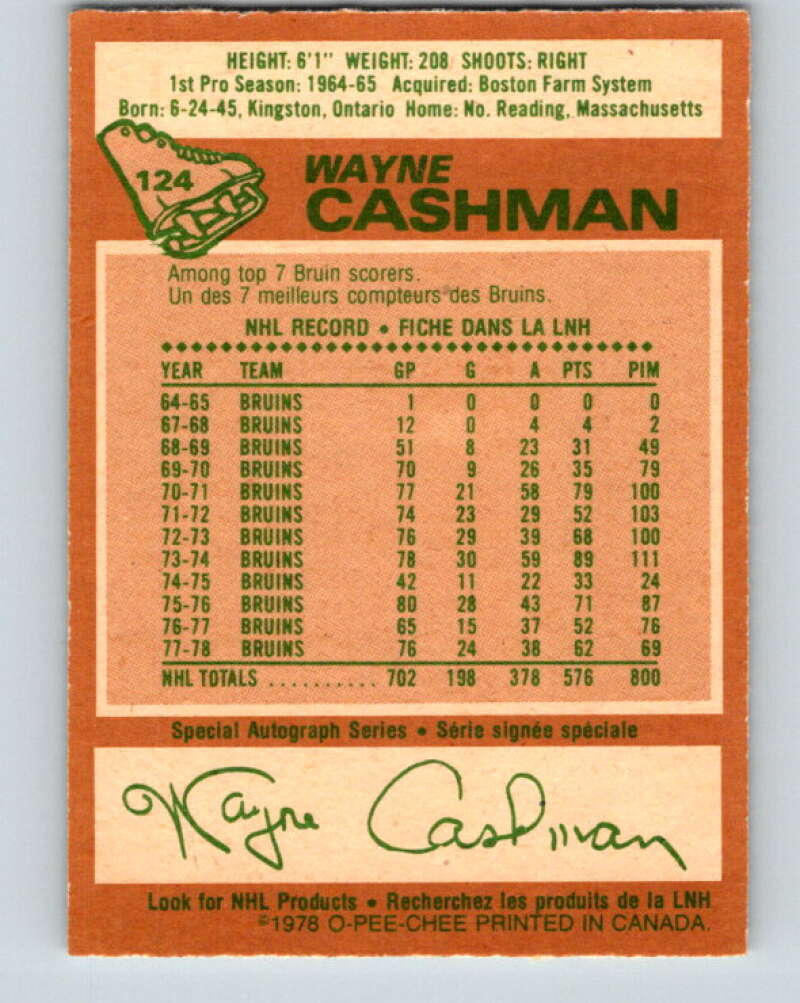 HEIGHT: 6'1" WEIGHT: 208 SHOOTS: RIGHT
1st Pro Season: 1964-65 Acquired: Boston Farm System
Born: 6-24-45, Kingston, Ontario Home: No. Reading, Massachusetts
124
WAYNE
CASHMAN
Among top 7 Bruin scorers.
Un des 7 meilleurs compteurs des Bruins.
NHL RECORD • FICHE DANS LA LNH
YEAR TEAM GP G A PTS PIM
64-65 BRUINS 1 0 0 0 0
67-68 BRUINS 12 0 4 4 2
68-69 BRUINS 51 8 23 31 49
69-70 BRUINS 70 9 26 35 79
70-71 BRUINS 77 21 58 79 100
71-72 BRUINS 74 23 29 52 103
72-73 BRUINS 76 29 39 68 100
73-74 BRUINS 78 30 59 89 111
74-75 BRUINS 42 11 22 33 24
75-76 BRUINS 80 28 43 71 87
76-77 BRUINS 65 15 37 52 76
77-78 BRUINS 76 24 38 62 69
NHL TOTALS .......... 702 198 378 576 800
Special Autograph Series • Série signée spéciale
Wayne Cashman
Look for NHL Products • Recherchez les produits de la LNH
©1978 O-PEE-CHEE PRINTED IN CANADA.